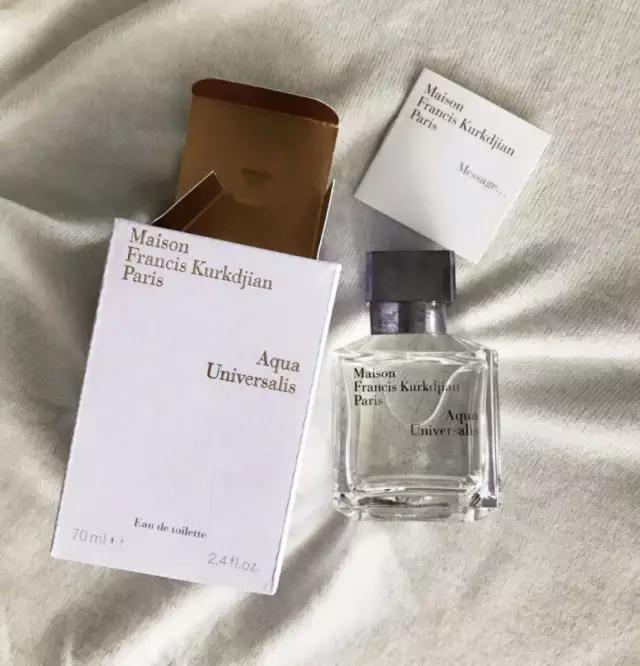 Maison
Francis Kurkdjian
Paris
Message...
Maison
Francis Kurkdjian
Paris
Aqua
Universalis
Eau de toilette
70 ml
2.4 fl.oz.
Maison
Francis Kurkdjian
Paris
Aqua
Universalis